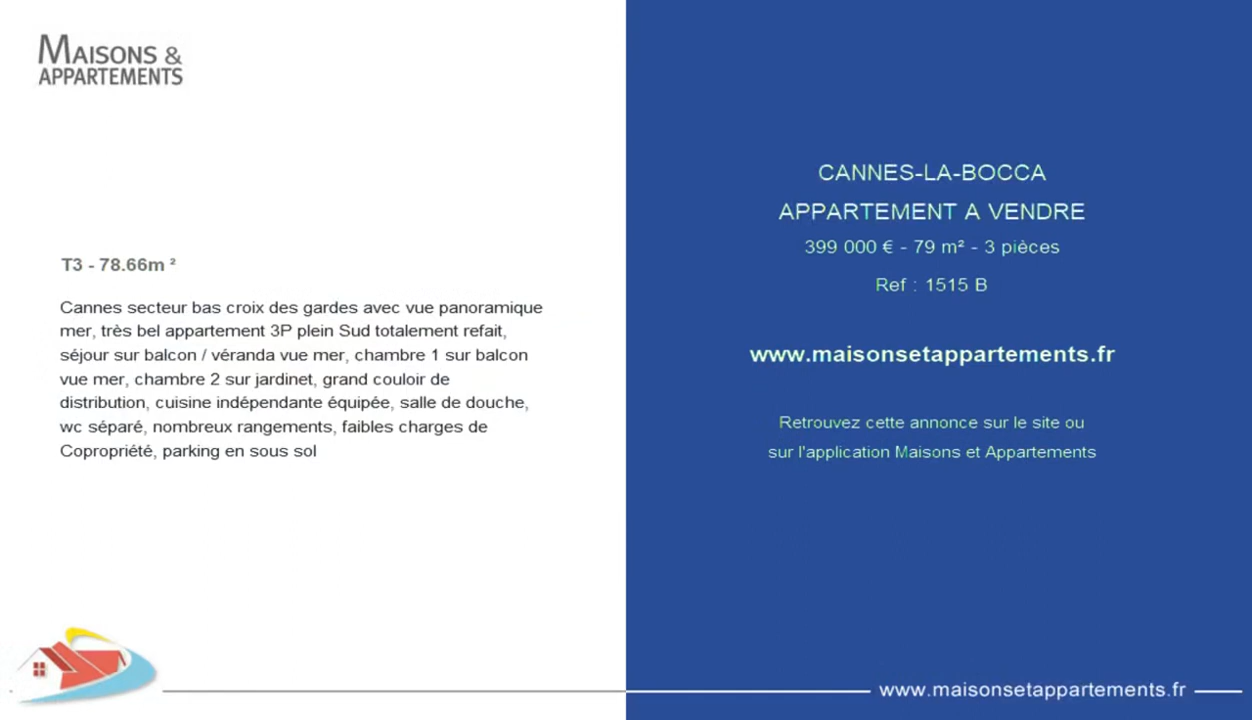 MAISONS &
APPARTEMENTS
T3 - 78.66m ²
Cannes secteur bas croix des gardes avec vue panoramique
mer, très bel appartement 3P plein Sud totalement refait,
séjour sur balcon / véranda vue mer, chambre 1 sur balcon
vue mer, chambre 2 sur jardinet, grand couloir de
distribution, cuisine indépendante équipée, salle de douche,
wc séparé, nombreux rangements, faibles charges de
Copropriété, parking en sous sol
CANNES-LA-BOCCA
APPARTEMENT A VENDRE
399 000 € - 79 m² - 3 pièces
Ref : 1515 B
www.maisonsetappartements.fr
Retrouvez cette annonce sur le site ou
sur l'application Maisons et Appartements
www.maisonsetappartements.fr